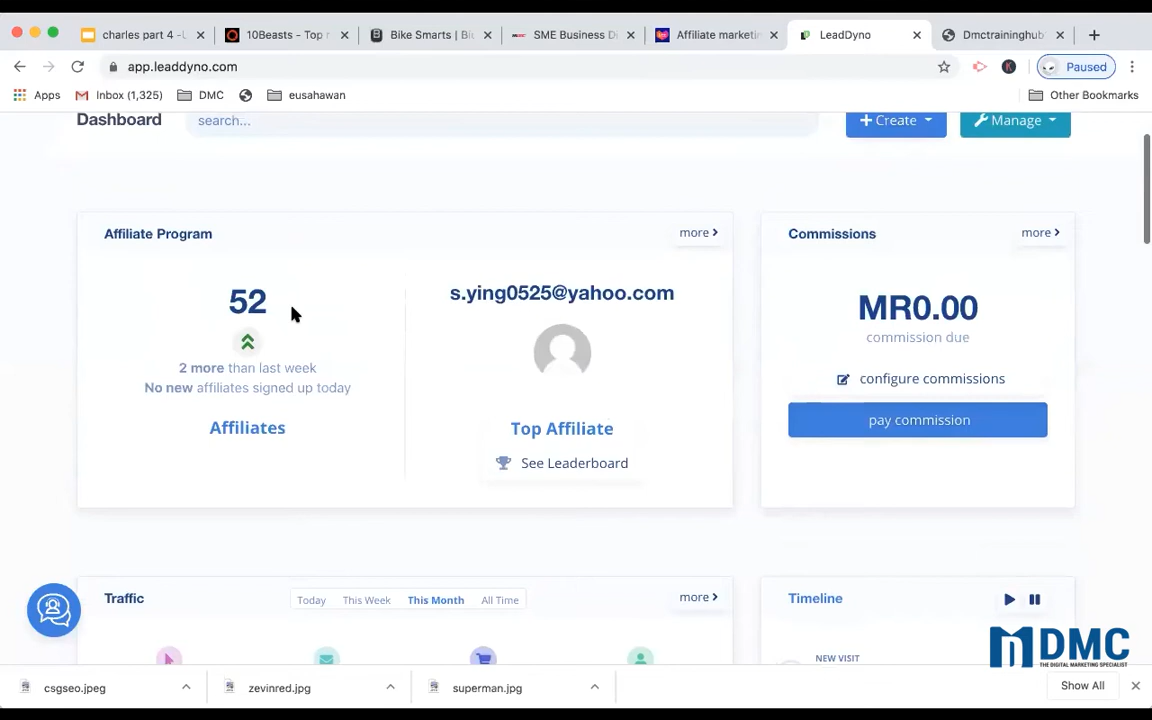 charles part 4 -
10Beasts - Top
Bike Smarts | Bi
SME Business Di
Affiliate marketin
LeadDyno
Dmctraininghub
app.leaddyno.com
Paused
Apps
Inbox (1,325)
DMC
eusahawan
Other Bookmarks
Dashboard
search...
+ Create
Manage
Affiliate Program
more >
Commissions
more >
52
s.ying0525@yahoo.com
MR0.00
commission due
2 more than last week
No new affiliates signed up today
configure commissions
pay commission
Affiliates
Top Affiliate
See Leaderboard
Traffic
Today
This Week
This Month
All Time
more >
Timeline
NEW VISIT
DMC
THE DIGITAL MARKETING SPECIALIST
csgseo.jpeg
zevinred.jpg
superman.jpg
Show All